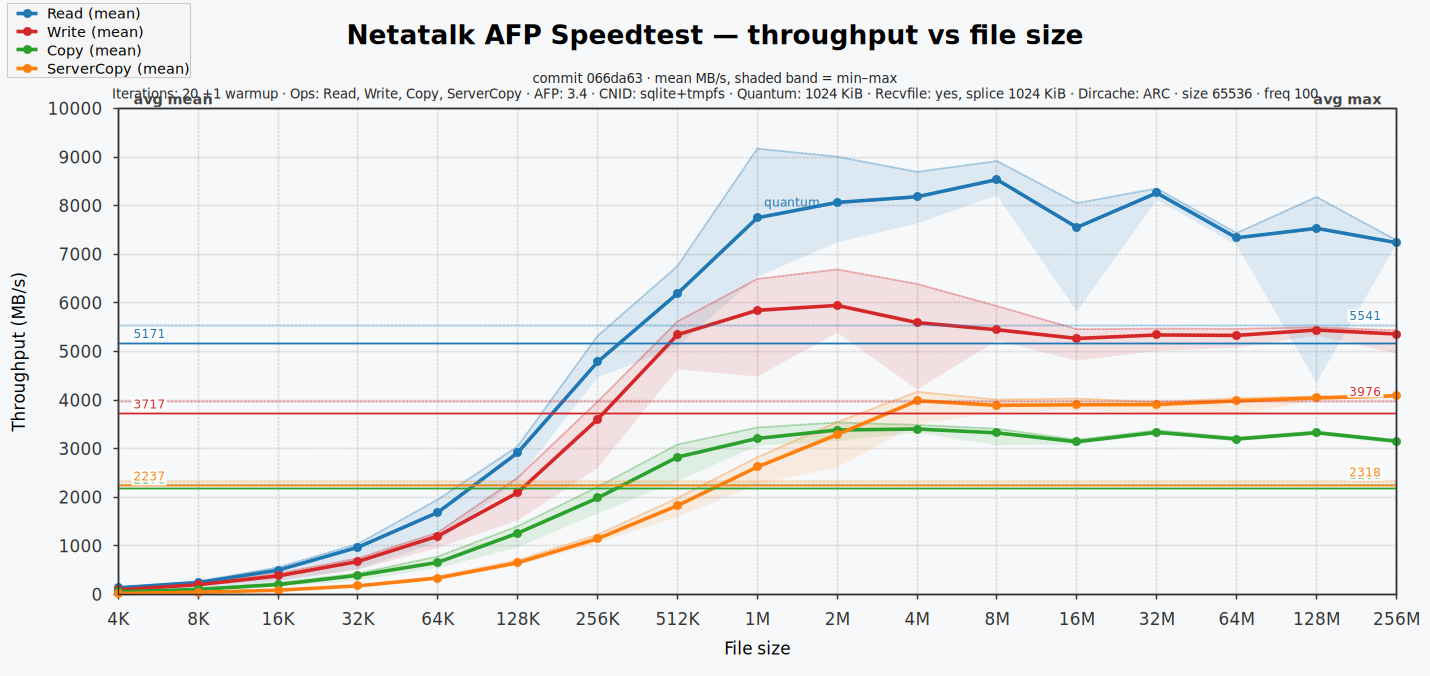 Read (mean)
Write (mean)
Copy (mean)
ServerCopy (mean)
Netatalk AFP Speedtest — throughput vs file size
commit 066da63 · mean MB/s, shaded band = min–max
Iterations: 20 +1 warmup · Ops: Read, Write, Copy, ServerCopy · AFP: 3.4 · CNID: sqlite+tmpfs · Quantum: 1024 KiB · Recvfile: yes, splice 1024 KiB · Dircache: ARC · size 65536 · freq 100
avg mean
avg max
10000
9000
8000
7000
6000
5000
4000
3000
2000
1000
0
Throughput (MB/s)
quantum
5171
5541
3717
3976
2237
2318
4K
8K
16K
32K
64K
128K
256K
512K
1M
2M
4M
8M
16M
32M
64M
128M
256M
File size